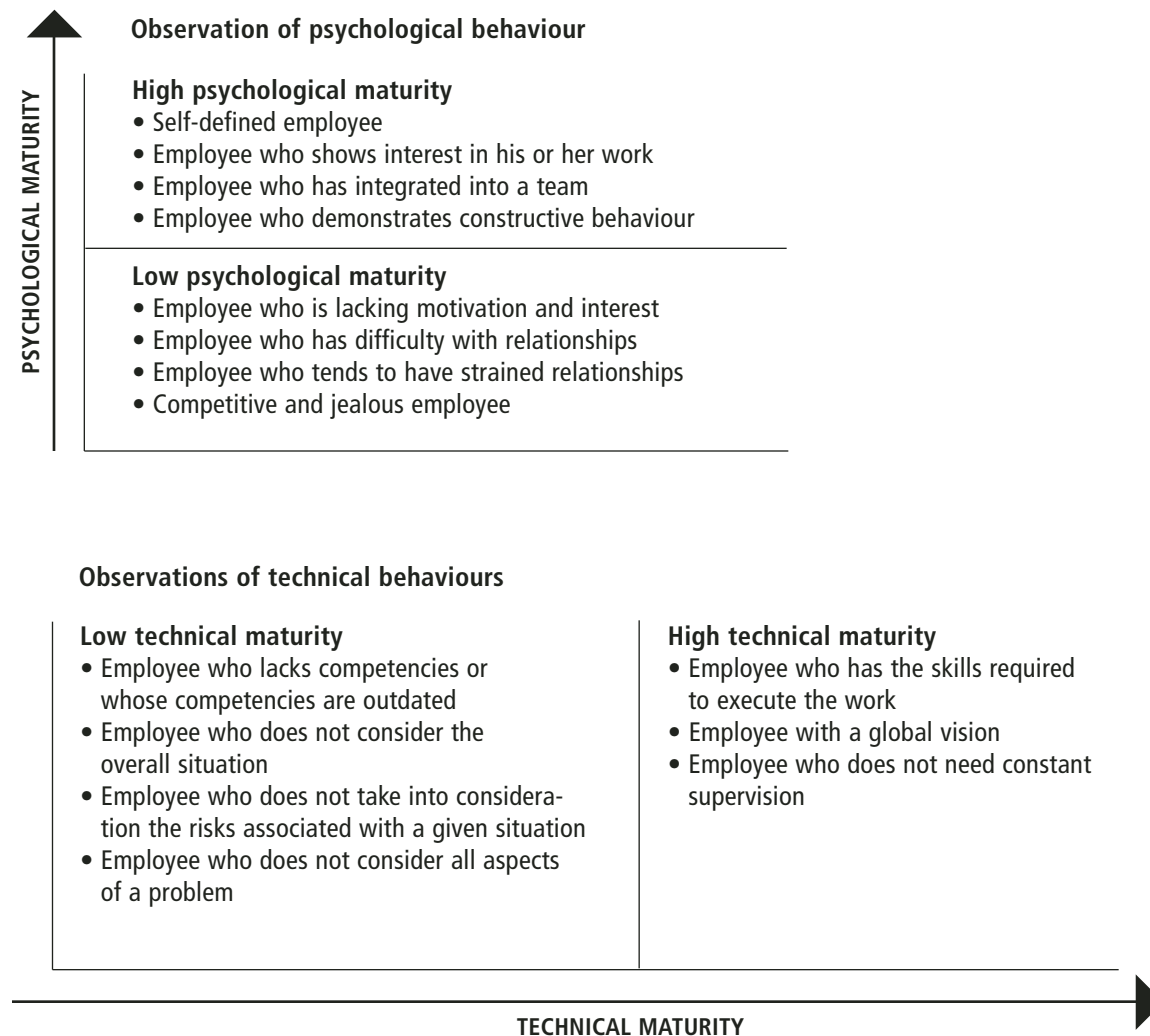 Observation of psychological behaviour
PSYCHOLOGICAL MATURITY
High psychological maturity
• Self-defined employee
• Employee who shows interest in his or her work
• Employee who has integrated into a team
• Employee who demonstrates constructive behaviour
Low psychological maturity
• Employee who is lacking motivation and interest
• Employee who has difficulty with relationships
• Employee who tends to have strained relationships
• Competitive and jealous employee
Observations of technical behaviours
Low technical maturity
• Employee who lacks competencies or
whose competencies are outdated
• Employee who does not consider the
overall situation
• Employee who does not take into considera-
tion the risks associated with a given situation
• Employee who does not consider all aspects
of a problem
High technical maturity
• Employee who has the skills required
to execute the work
• Employee with a global vision
• Employee who does not need constant
supervision
TECHNICAL MATURITY